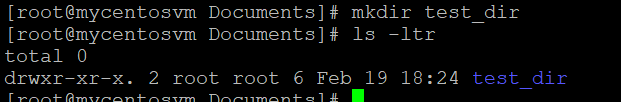 [root@mycentosvm Documents]# mkdir test_dir
[root@mycentosvm Documents]# ls -ltr
total 0
drwxr-xr-x. 2 root root 6 Feb 19 18:24 test_dir
[root@mycentosvm Documents]#